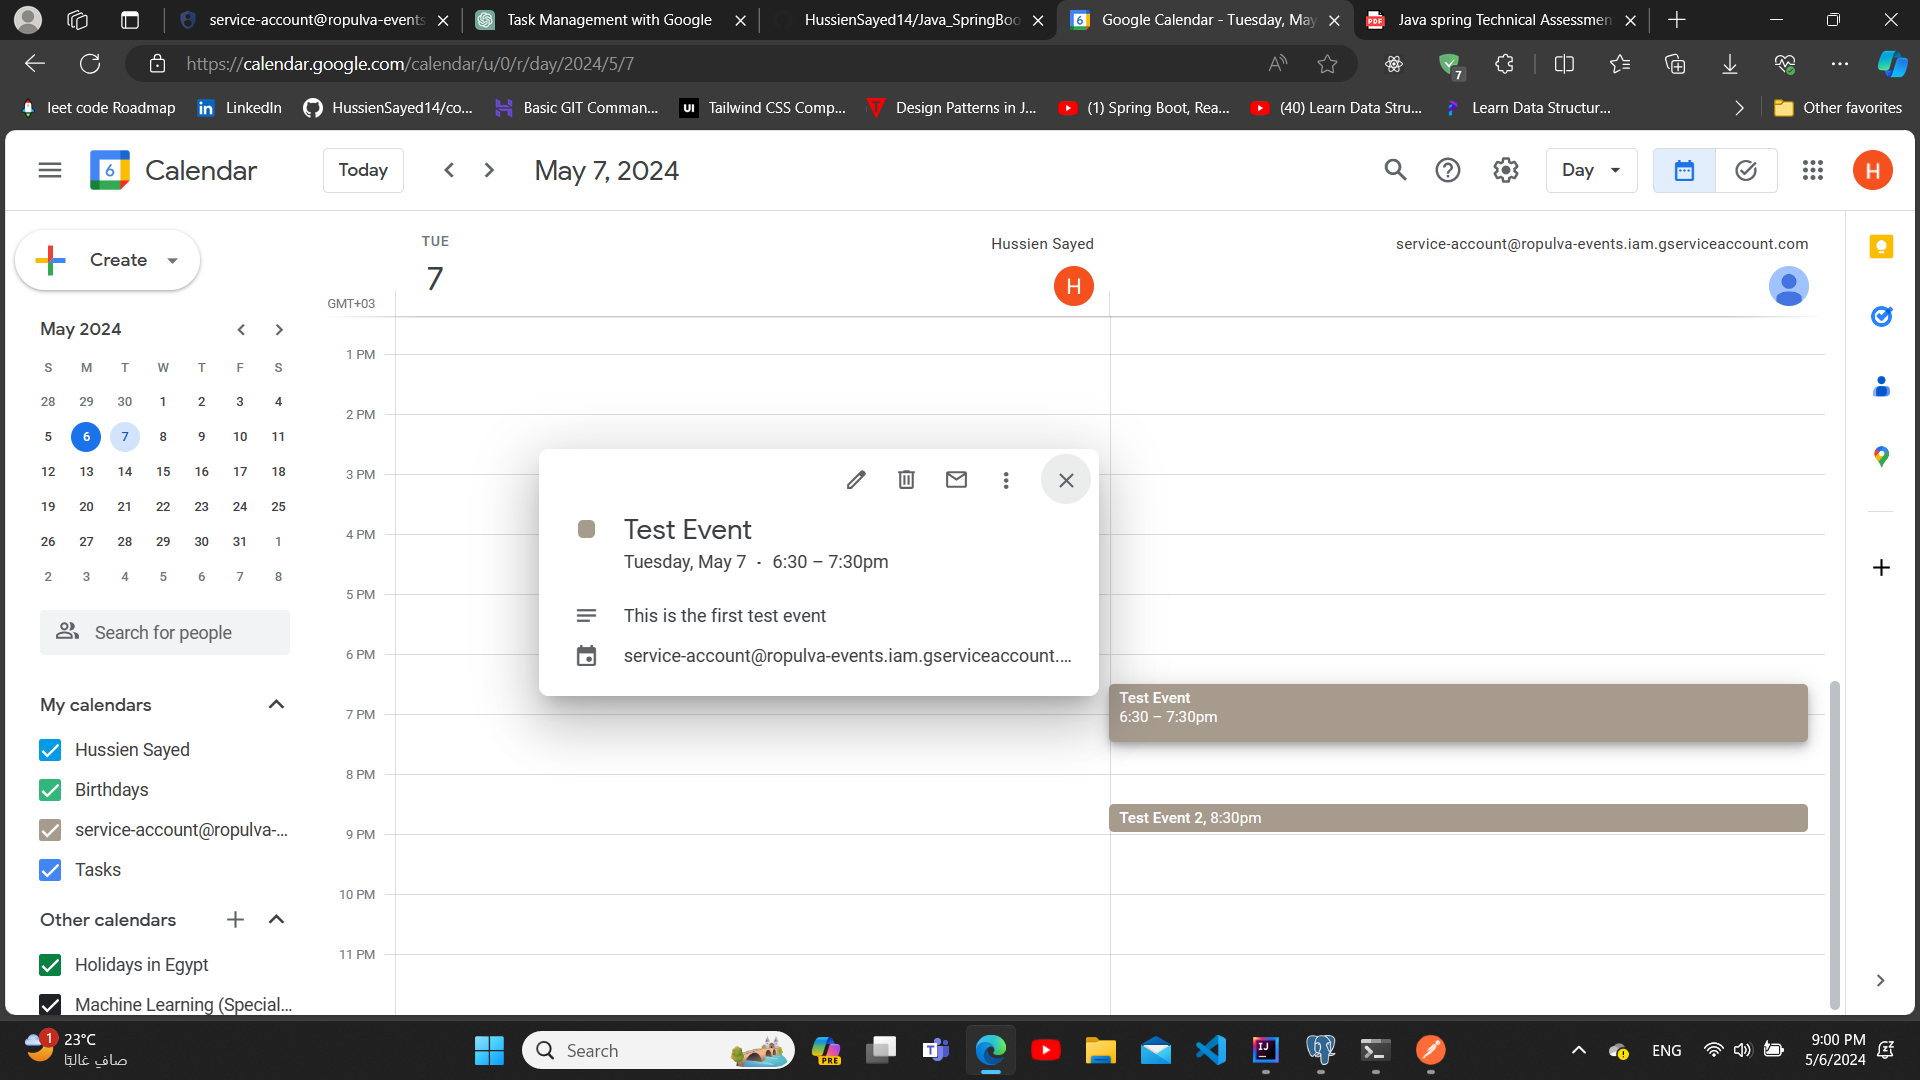 service-account@ropulva-events
Task Management with Google
HussienSayed14/Java_SpringBoo
Google Calendar - Tuesday, May
Java spring Technical Assessmen
https://calendar.google.com/calendar/u/0/r/day/2024/5/7
7
leet code Roadmap
LinkedIn
HussienSayed14/co...
Basic GIT Comman...
Tailwind CSS Comp...
Design Patterns in J...
(1) Spring Boot, Rea...
(40) Learn Data Stru...
Learn Data Structur...
Other favorites
6
Calendar
Today
May 7, 2024
Day
H
Create
TUE
7
GMT+03
Hussien Sayed
H
service-account@ropulva-events.iam.gserviceaccount.com
May 2024
S M T W T F S
28 29 30 1 2 3 4
5 6 7 8 9 10 11
12 13 14 15 16 17 18
19 20 21 22 23 24 25
26 27 28 29 30 31 1
2 3 4 5 6 7 8
Search for people
My calendars
Hussien Sayed
Birthdays
service-account@ropulva-...
Tasks
Other calendars
Holidays in Egypt
Machine Learning (Special...
1 PM
2 PM
3 PM
4 PM
5 PM
6 PM
7 PM
8 PM
9 PM
10 PM
11 PM
Test Event
Tuesday, May 7 · 6:30 – 7:30pm
This is the first test event
service-account@ropulva-events.iam.gserviceaccount....
Test Event
6:30 – 7:30pm
Test Event 2, 8:30pm
1
23°C
صافٍ غالبًا
Search
PRE
ENG
9:00 PM
5/6/2024